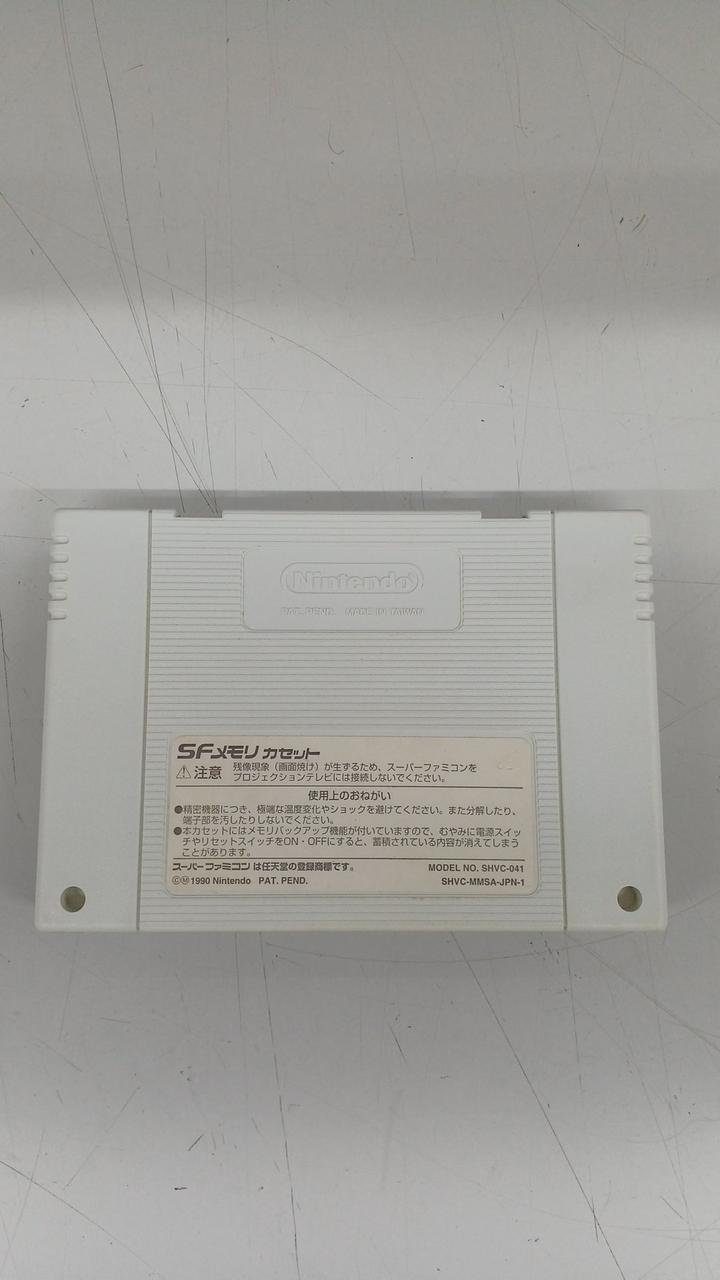 Nintendo
PAT. PEND. MADE IN TAIWAN
SFメモリ カセット
注意 残像現象（画面焼け）が生ずるため、スーパーファミコンを
プロジェクションテレビには接続しないでください。
使用上のおねがい
●精密機器につき、極端な温度変化やショックを避けてください。また分解したり、
端子部を汚したりしないでください。
●本カセットにはメモリバックアップ機能が付いていますので、むやみに電源スイッ
チやリセットスイッチをON・OFFにすると、蓄積されている内容が消えてしまう
ことがあります。
スーパーファミコンは任天堂の登録商標です。 MODEL NO. SHVC-041
ⒸⓂ1990 Nintendo PAT. PEND. SHVC-MMSA-JPN-1